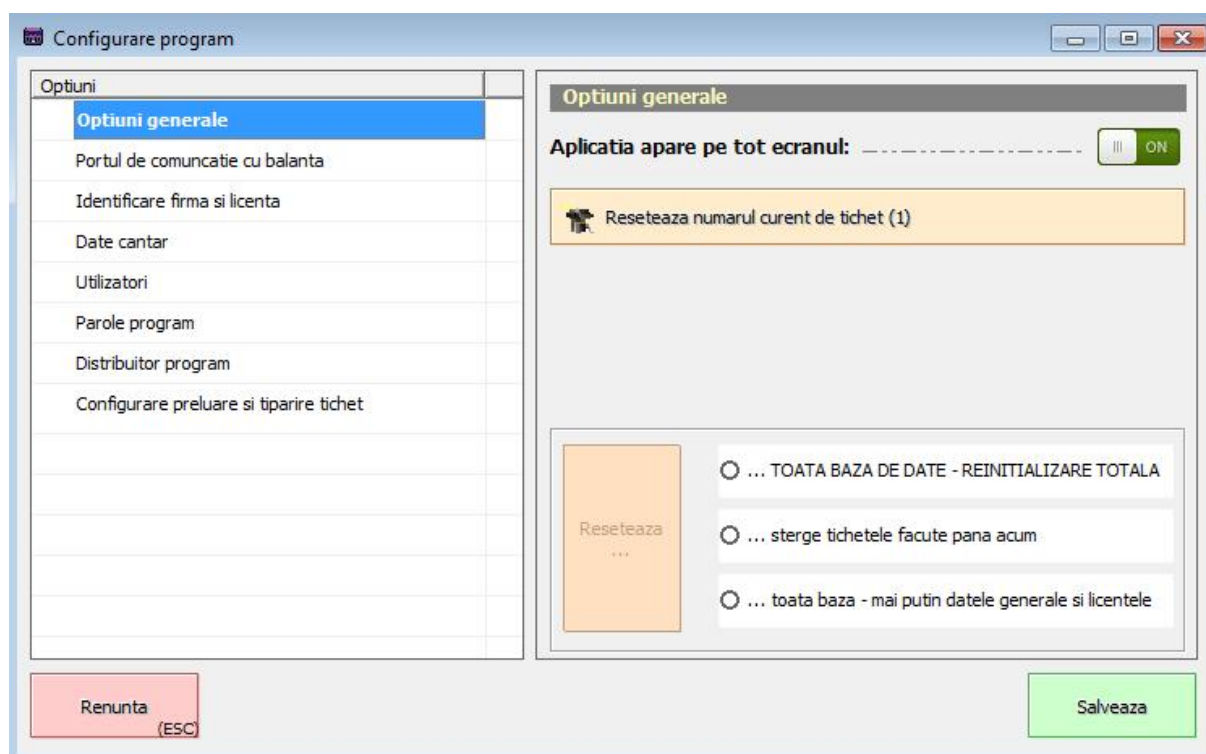 Configurare program
Optiuni
Optiuni generale
Portul de comuncatie cu balanta
Identificare firma si licenta
Date cantar
Utilizatori
Parole program
Distribuitor program
Configurare preluare si tiparire tichet
Optiuni generale
Aplicatia apare pe tot ecranul:
ON
Reseteaza numarul curent de tichet (1)
Reseteaza
...
... TOATA BAZA DE DATE - REINITIALIZARE TOTALA
... sterge tichetele facute pana acum
... toata baza - mai putin datele generale si licentele
Renunta
(ESC)
Salveaza